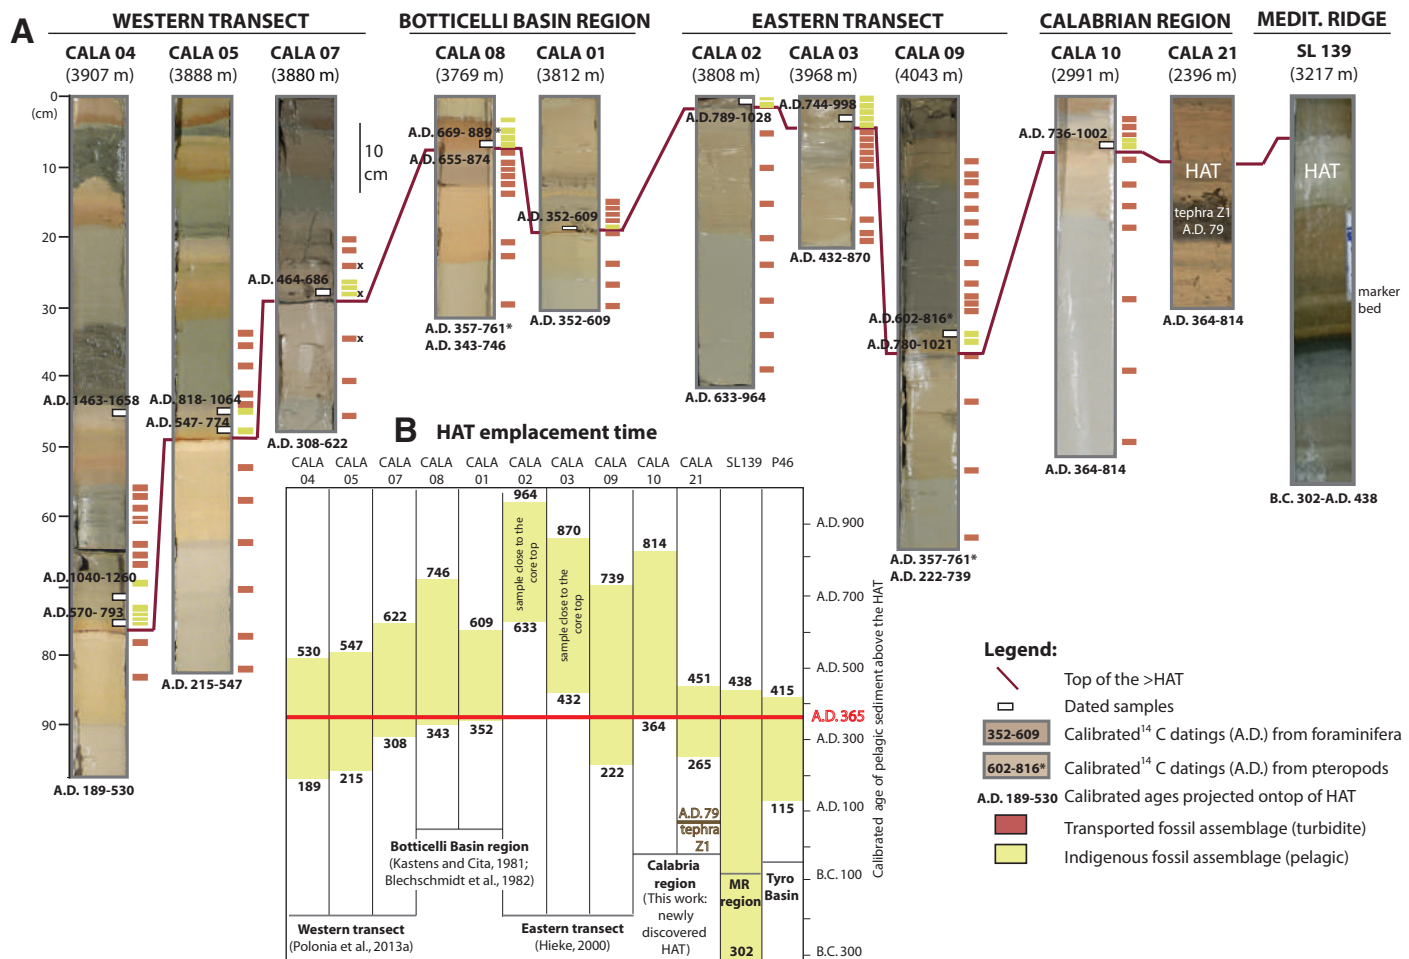 A
WESTERN TRANSECT
BOTTICELLI BASIN REGION
EASTERN TRANSECT
CALABRIAN REGION
MEDIT. RIDGE
CALA 04
(3907 m)
CALA 05
(3888 m)
CALA 07
(3880 m)
CALA 08
(3769 m)
CALA 01
(3812 m)
CALA 02
(3808 m)
CALA 03
(3968 m)
CALA 09
(4043 m)
CALA 10
(2991 m)
CALA 21
(2396 m)
SL 139
(3217 m)
0
(cm)
10
20
30
40
50
60
80
90
10
cm
A.D. 1463-1658
A.D.1040-1260
A.D.570- 793
A.D. 189-530
A.D. 818- 1064
A.D. 547- 774
A.D. 215-547
A.D. 464-686
x
x
x
A.D. 308-622
A.D. 669- 889*
A.D. 655-874
A.D. 357-761*
A.D. 343-746
A.D. 352-609
A.D. 352-609
A.D.789-1028
A.D. 633-964
A.D.744-998
A.D. 432-870
A.D.602-816*
A.D.780-1021
A.D. 357-761*
A.D. 222-739
A.D. 736-1002
A.D. 364-814
HAT
tephra Z1
A.D. 79
A.D. 364-814
HAT
marker
bed
B.C. 302-A.D. 438
B
HAT emplacement time
CALA
04
CALA
05
CALA
07
CALA
08
CALA
01
CALA
02
CALA
03
CALA
09
CALA
10
CALA
21
SL139
P46
530
189
547
215
622
308
746
343
609
352
964
sample close to the
core top
633
870
sample close to the
core top
432
739
222
814
364
451
265
A.D. 79
tephra
Z1
438
302
415
115
A.D. 900
A.D. 700
A.D. 500
A.D. 365
A.D. 300
A.D. 100
B.C. 100
B.C. 300
Calibrated age of pelagic sediment above the HAT
Western transect
(Polonia et al., 2013a)
Botticelli Basin region
(Kastens and Cita, 1981;
Blechschmidt et al., 1982)
Eastern transect
(Hieke, 2000)
Calabria
region
(This work:
newly
discovered
HAT)
MR
region
Tyro
Basin
Legend:
Top of the >HAT
Dated samples
352-609
Calibrated 14 C datings (A.D.) from foraminifera
602-816*
Calibrated 14 C datings (A.D.) from pteropods
A.D. 189-530
Calibrated ages projected ontop of HAT
Transported fossil assemblage (turbidite)
Indigenous fossil assemblage (pelagic)